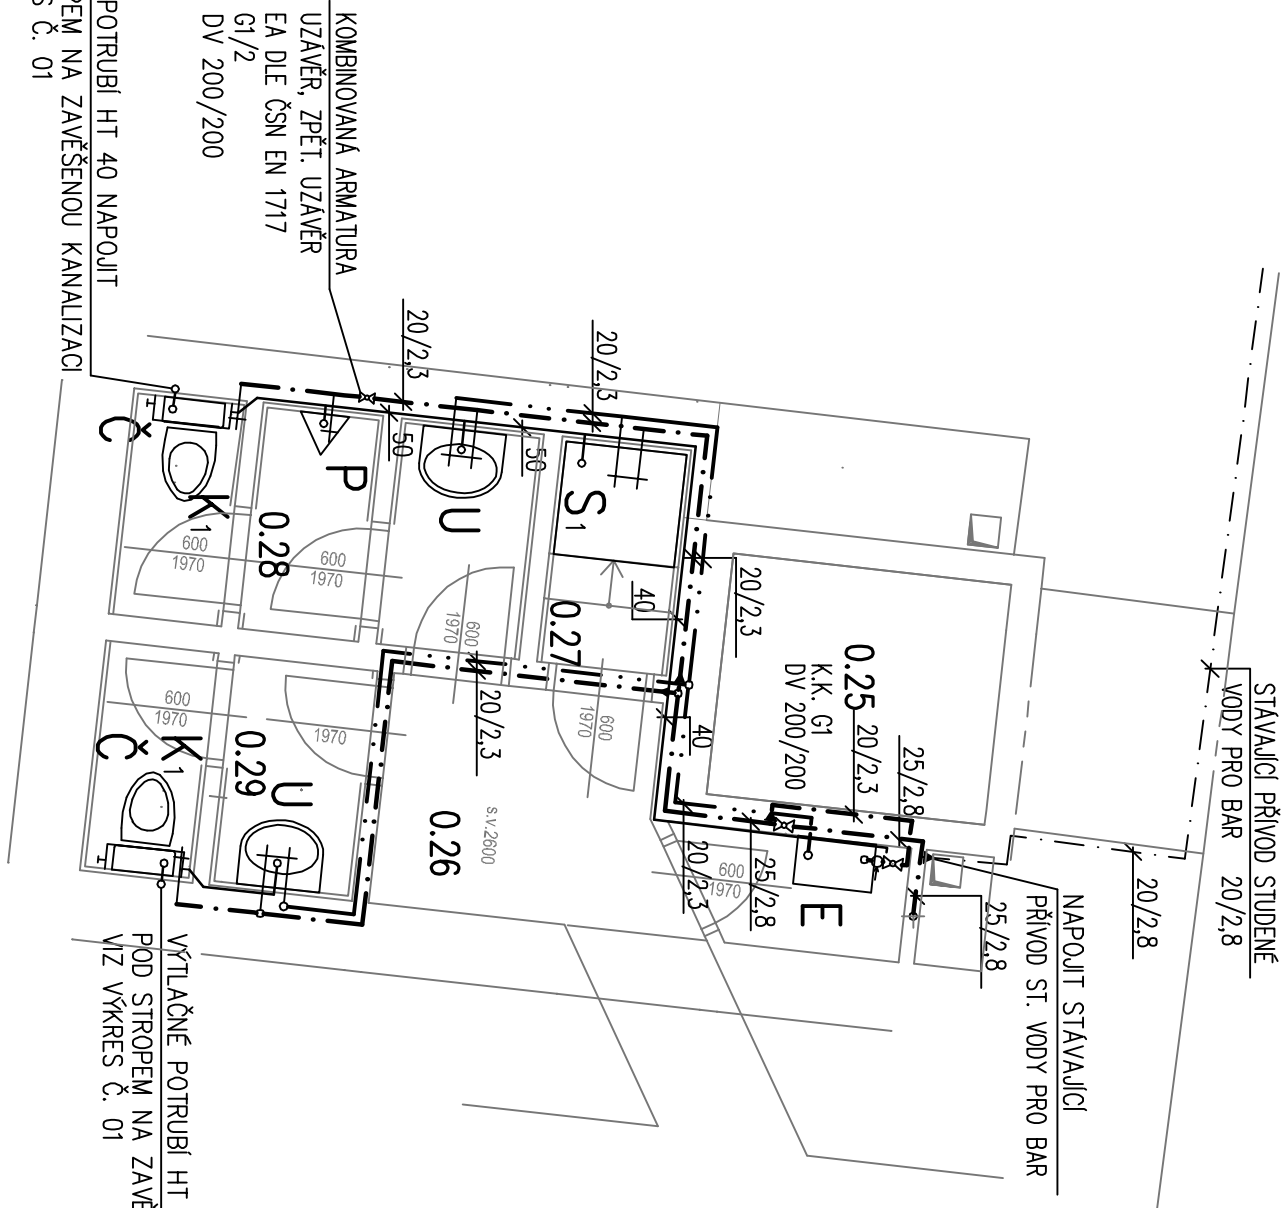 KOMBINOVANÁ ARMATURA
UZÁVĚR, ZPĚT. UZÁVĚR
EA DLE ČSN EN 1717
G1/2
DV 200/200
POTRUBÍ HT 40 NAPOJIT
NA ZAVĚŠENOU KANALIZACI
Č. 01
STÁVAJÍCÍ PŘÍVOD STUDENÉ
VODY PRO BAR 20/2,8
NAPOJIT STÁVAJÍCÍ
PŘÍVOD ST. VODY PRO BAR
VÝTLAČNÉ POTRUBÍ HT
POD STROPEM NA
VIZ VÝKRES Č. 01
20/2,3
20/2,3
50
50
20/2,3
40
40
20/2,3
20/2,3
25/2,8
20/2,3
25/2,8
25/2,8
20/2,8
0.25
K.K. G1
DV 200/200
0.26
s.v.2600
0.27
0.28
0.29
Č
K1
P
U
S1
E
U
K1
Č
600
1970
600
1970
600
1970
600
1970
600
1970
1970
600
1970